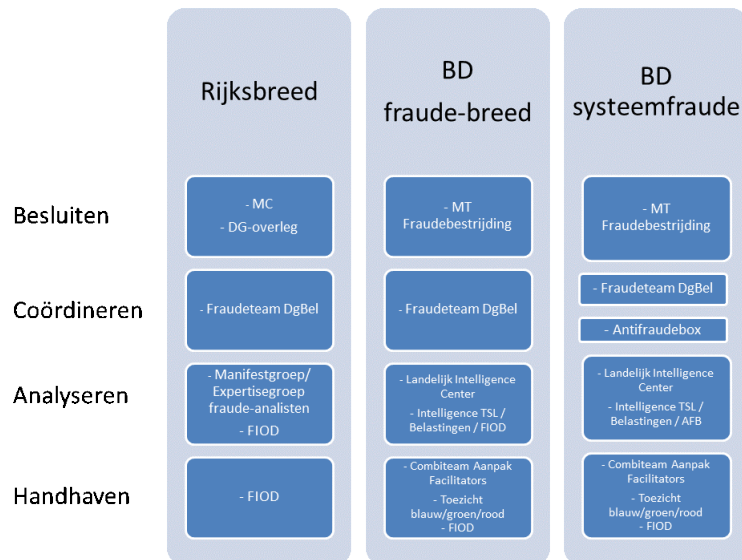 Rijksbreed
BD
fraude-breed
BD
systeemfraude
Besluiten
- MC
- DG-overleg
- MT
Fraudebestrijding
- MT
Fraudebestrijding
Coördineren
- Fraudeteam DgBel
- Fraudeteam DgBel
- Fraudeteam DgBel
- Antifraudebox
Analyseren
- Manifestgroep/
Expertisegroep
fraude-analisten
- FIOD
- Landelijk Intelligence
Center
- Intelligence TSL /
Belastingen / FIOD
- Landelijk Intelligence
Center
- Intelligence TSL /
Belastingen / AFB
Handhaven
- FIOD
- Combiteam Aanpak
Facilitators
- Toezicht
blauw/groen/rood
- FIOD
- Combiteam Aanpak
Facilitators
- Toezicht
blauw/groen/rood
- FIOD